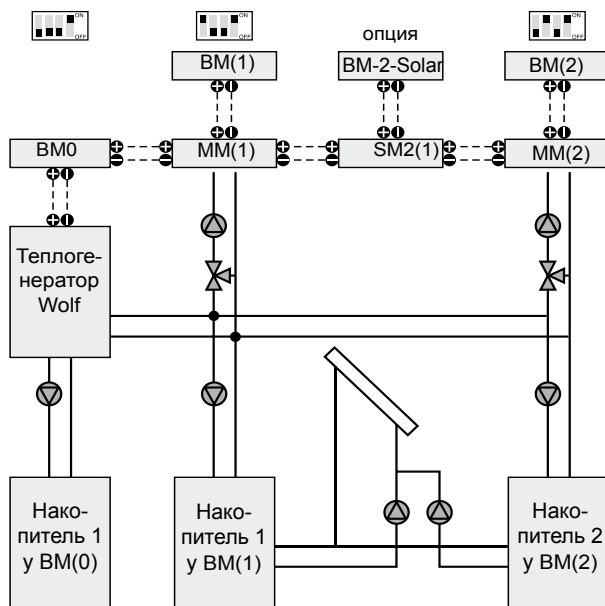 ON
OFF
ON
OFF
опция
ON
OFF
BM(1)
BM-2-Solar
BM(2)
BM0
MM(1)
SM2(1)
MM(2)
Теплоге-
нератор
Wolf
Нако-
питель 1
у BM(0)
Нако-
питель 1
у BM(1)
Нако-
питель 2
у BM(2)